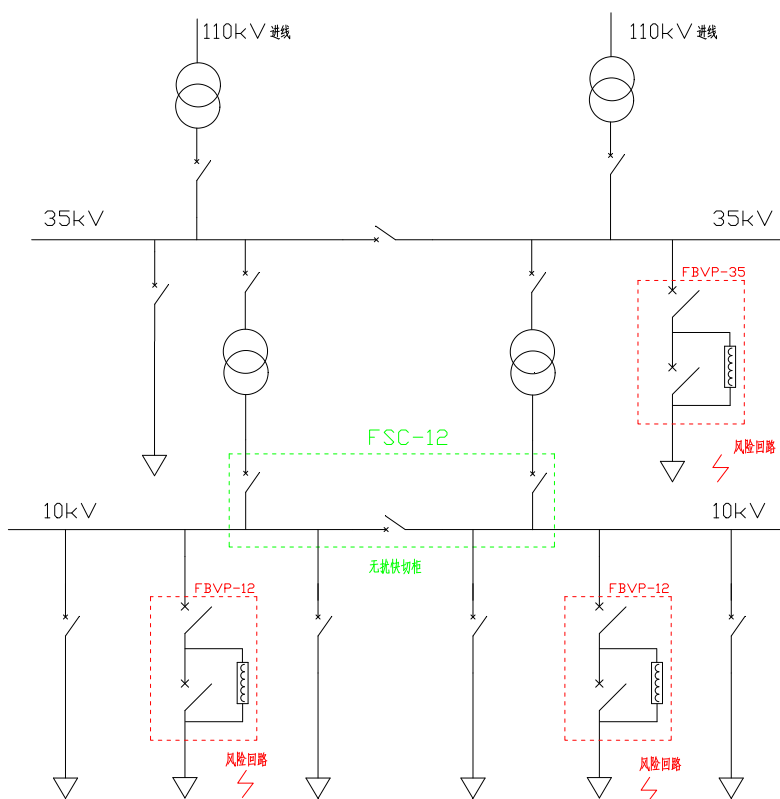 110kV 进线
110kV 进线
35kV
35kV
FBVP-35
FSC-12
风险回路
10kV
10kV
无扰快切柜
FBVP-12
FBVP-12
风险回路
风险回路